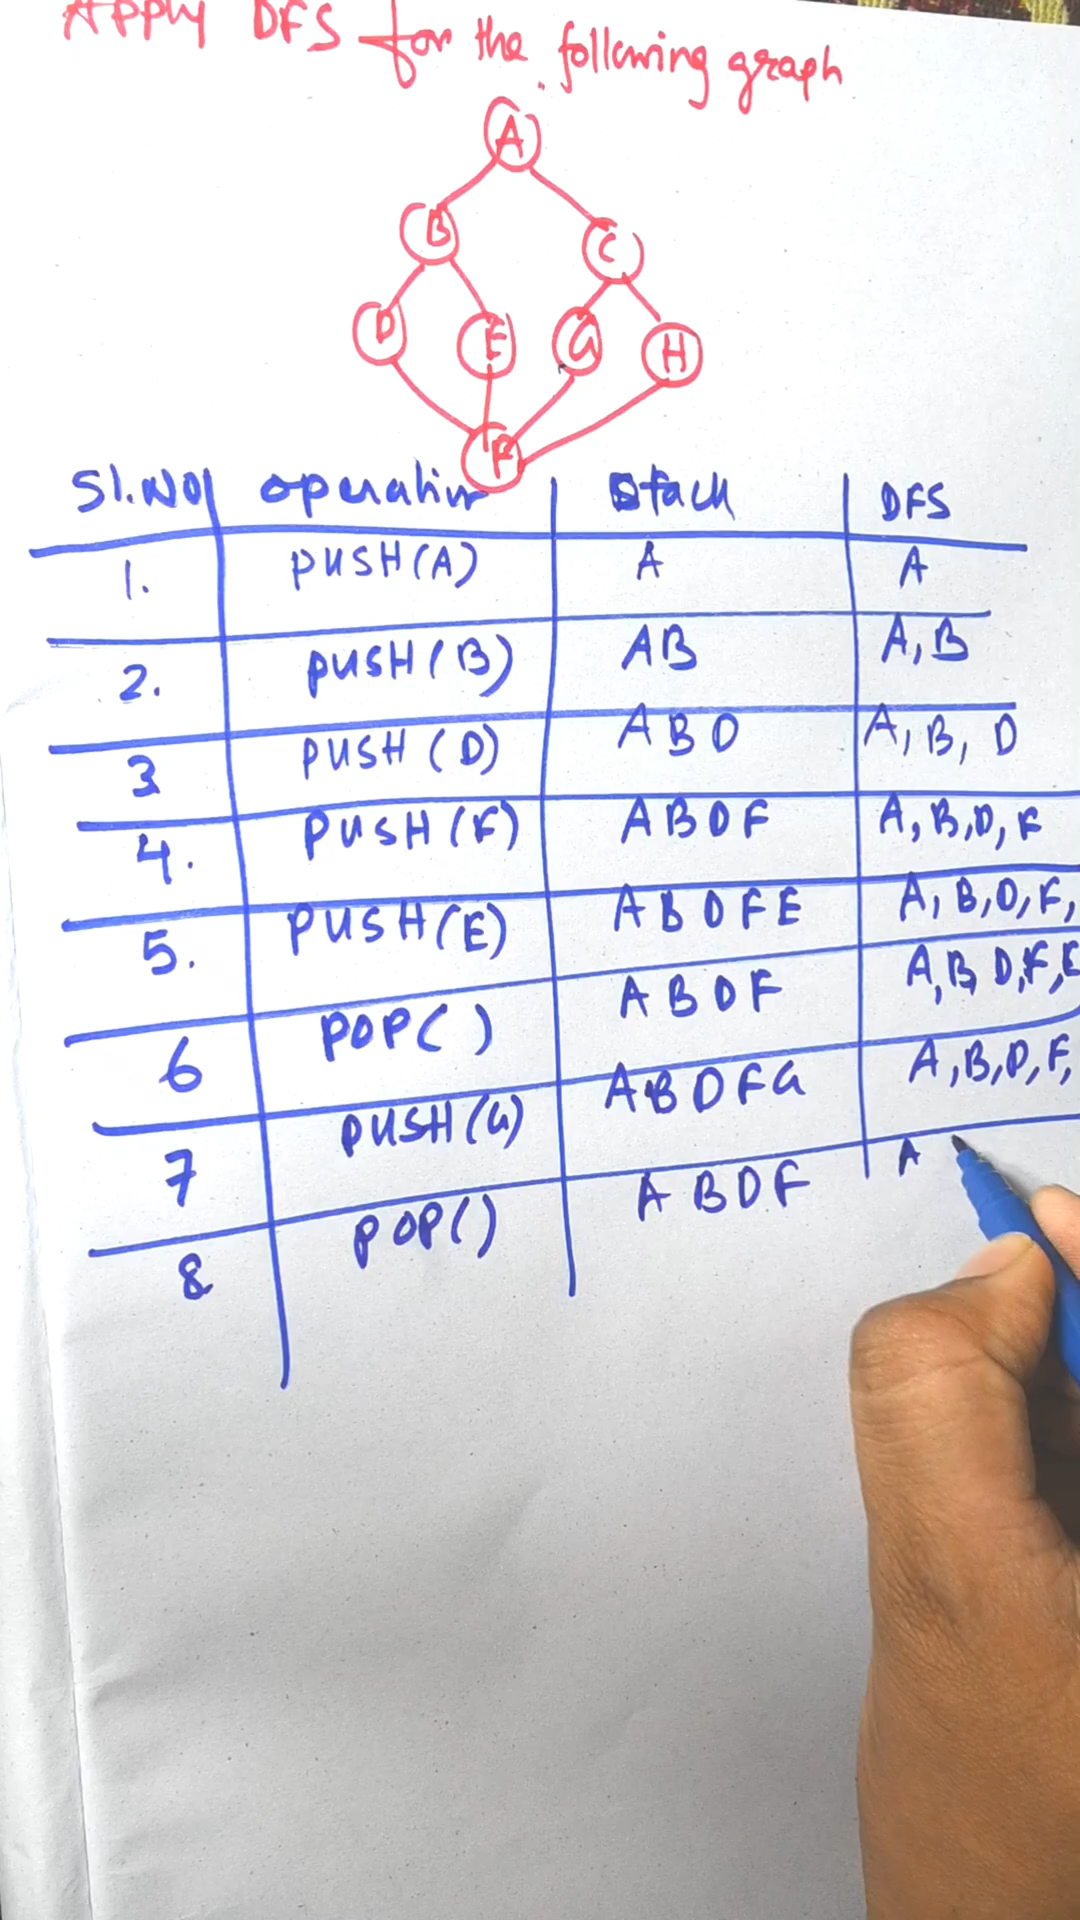 Apply DFS for the following graph
A
B
C
D
E
G
H
F
Sl.NO operation Stack DFS
1. PUSH(A) A A
2. PUSH(B) AB A,B
3 PUSH(D) ABD A,B,D
4. PUSH(F) ABDF A,B,D,F
5. PUSH(E) ABDFE A,B,D,F,
6 POP() ABDF A,B,D,F,E
7 PUSH(G) ABDFG A,B,D,F,
8 POP() ABDF A